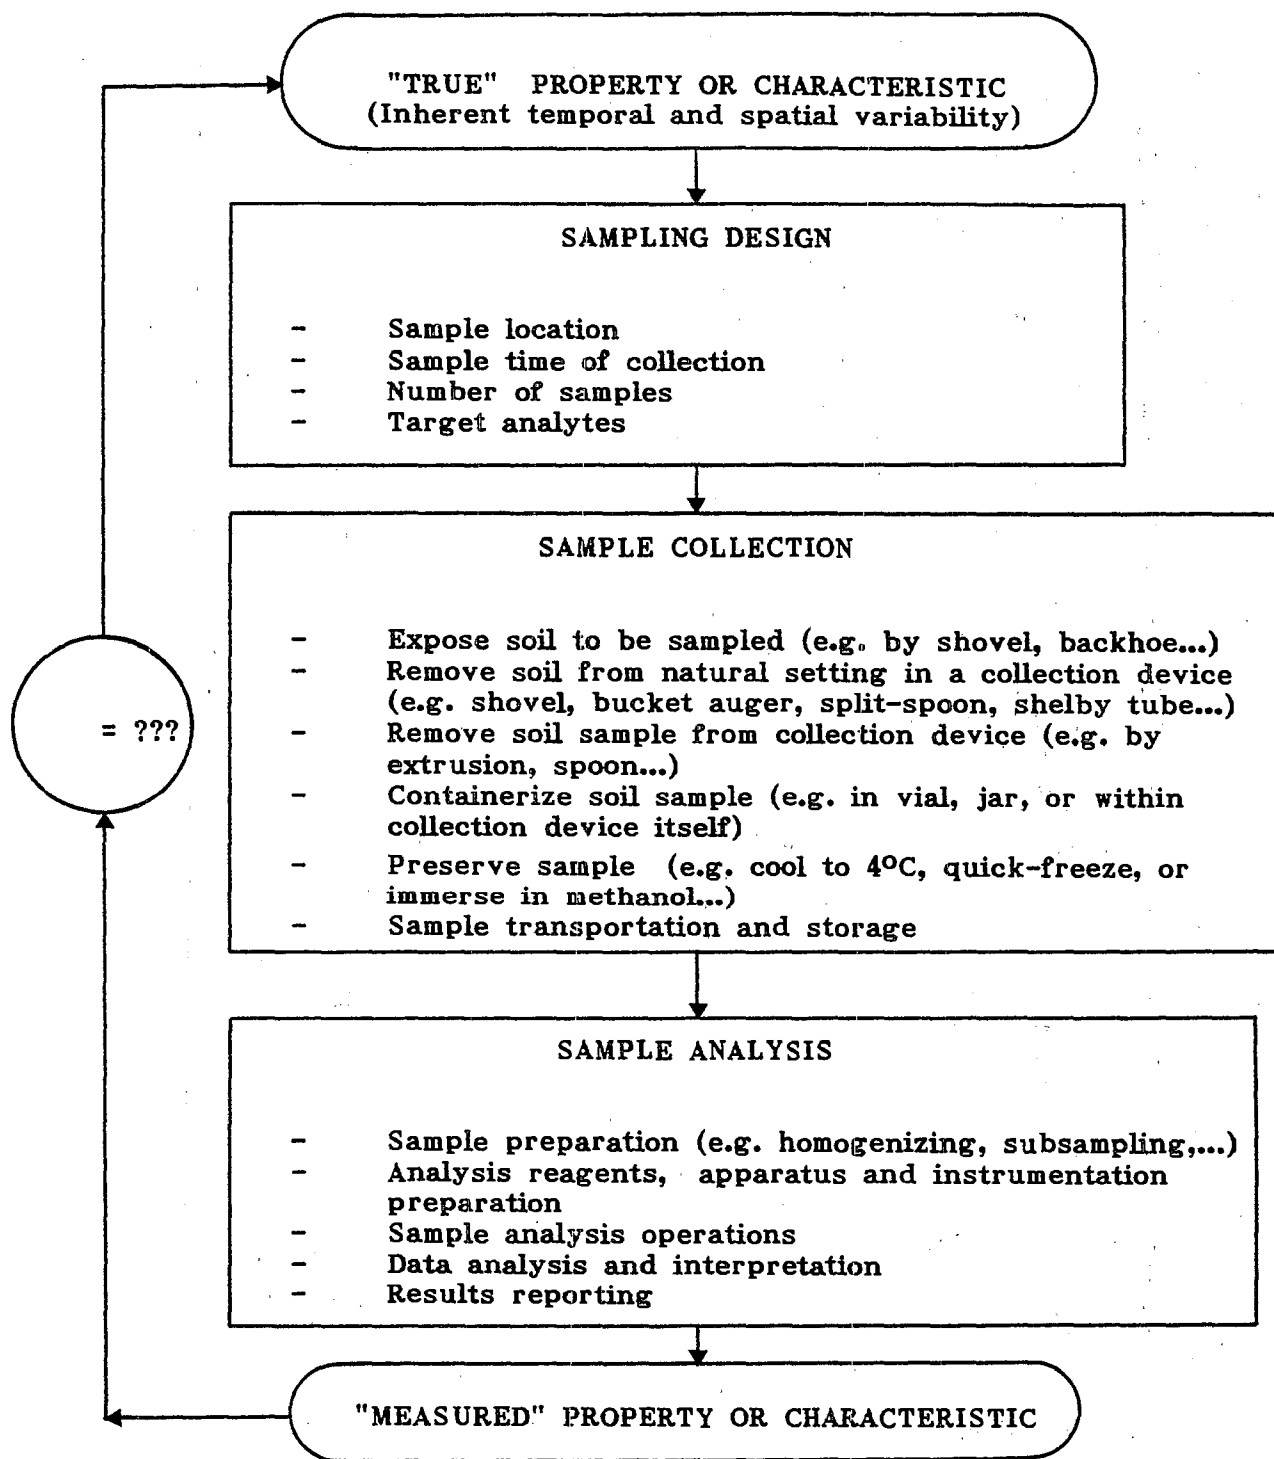 "TRUE" PROPERTY OR CHARACTERISTIC
(Inherent temporal and spatial variability)
SAMPLING DESIGN
- Sample location
- Sample time of collection
- Number of samples
- Target analytes
SAMPLE COLLECTION
- Expose soil to be sampled (e.g. by shovel, backhoe...)
- Remove soil from natural setting in a collection device
(e.g. shovel, bucket auger, split-spoon, shelby tube...)
- Remove soil sample from collection device (e.g. by
extrusion, spoon...)
- Containerize soil sample (e.g. in vial, jar, or within
collection device itself)
- Preserve sample (e.g. cool to 4ºC, quick-freeze, or
immerse in methanol...)
- Sample transportation and storage
= ???
SAMPLE ANALYSIS
- Sample preparation (e.g. homogenizing, subsampling,...)
- Analysis reagents, apparatus and instrumentation
preparation
- Sample analysis operations
- Data analysis and interpretation
- Results reporting
"MEASURED" PROPERTY OR CHARACTERISTIC